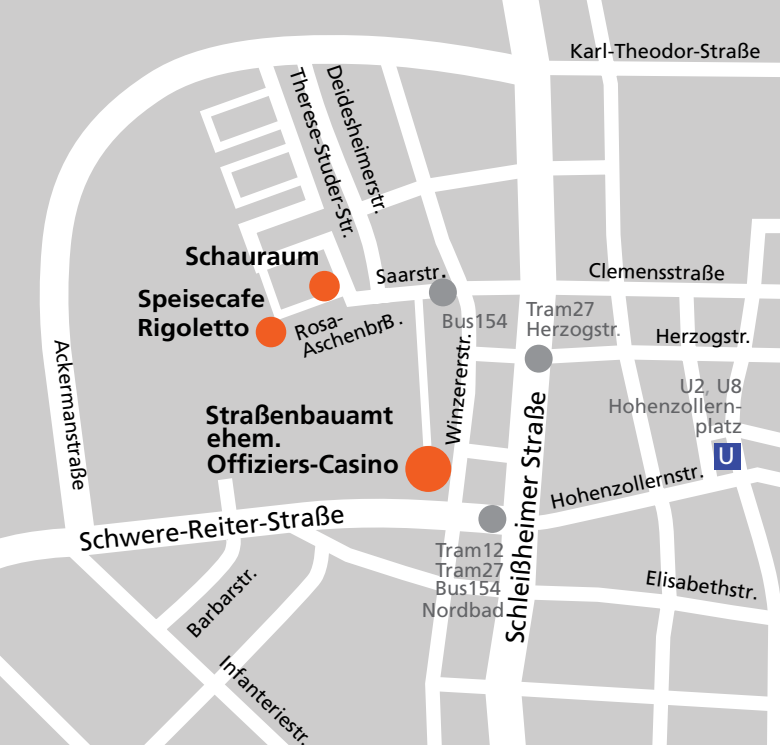 Karl-Theodor-Straße
Deidesheimerstr.
Therese-Studer-Str.
Schauraum
Saarstr.
Clemensstraße
Speisecafe
Rigoletto
Rosa-
Aschenbr.B.
Bus154
Tram27
Herzogstr.
Herzogstr.
Ackermanstraße
Winzererstr.
U2, U8
Hohenzollern-
platz
U
Straßenbauamt
ehem.
Offiziers-Casino
Schleißheimer Straße
Hohenzollernstr.
Schwere-Reiter-Straße
Tram12
Tram27
Bus154
Nordbad
Elisabethstr.
Barbarstr.
Infanteriestr.